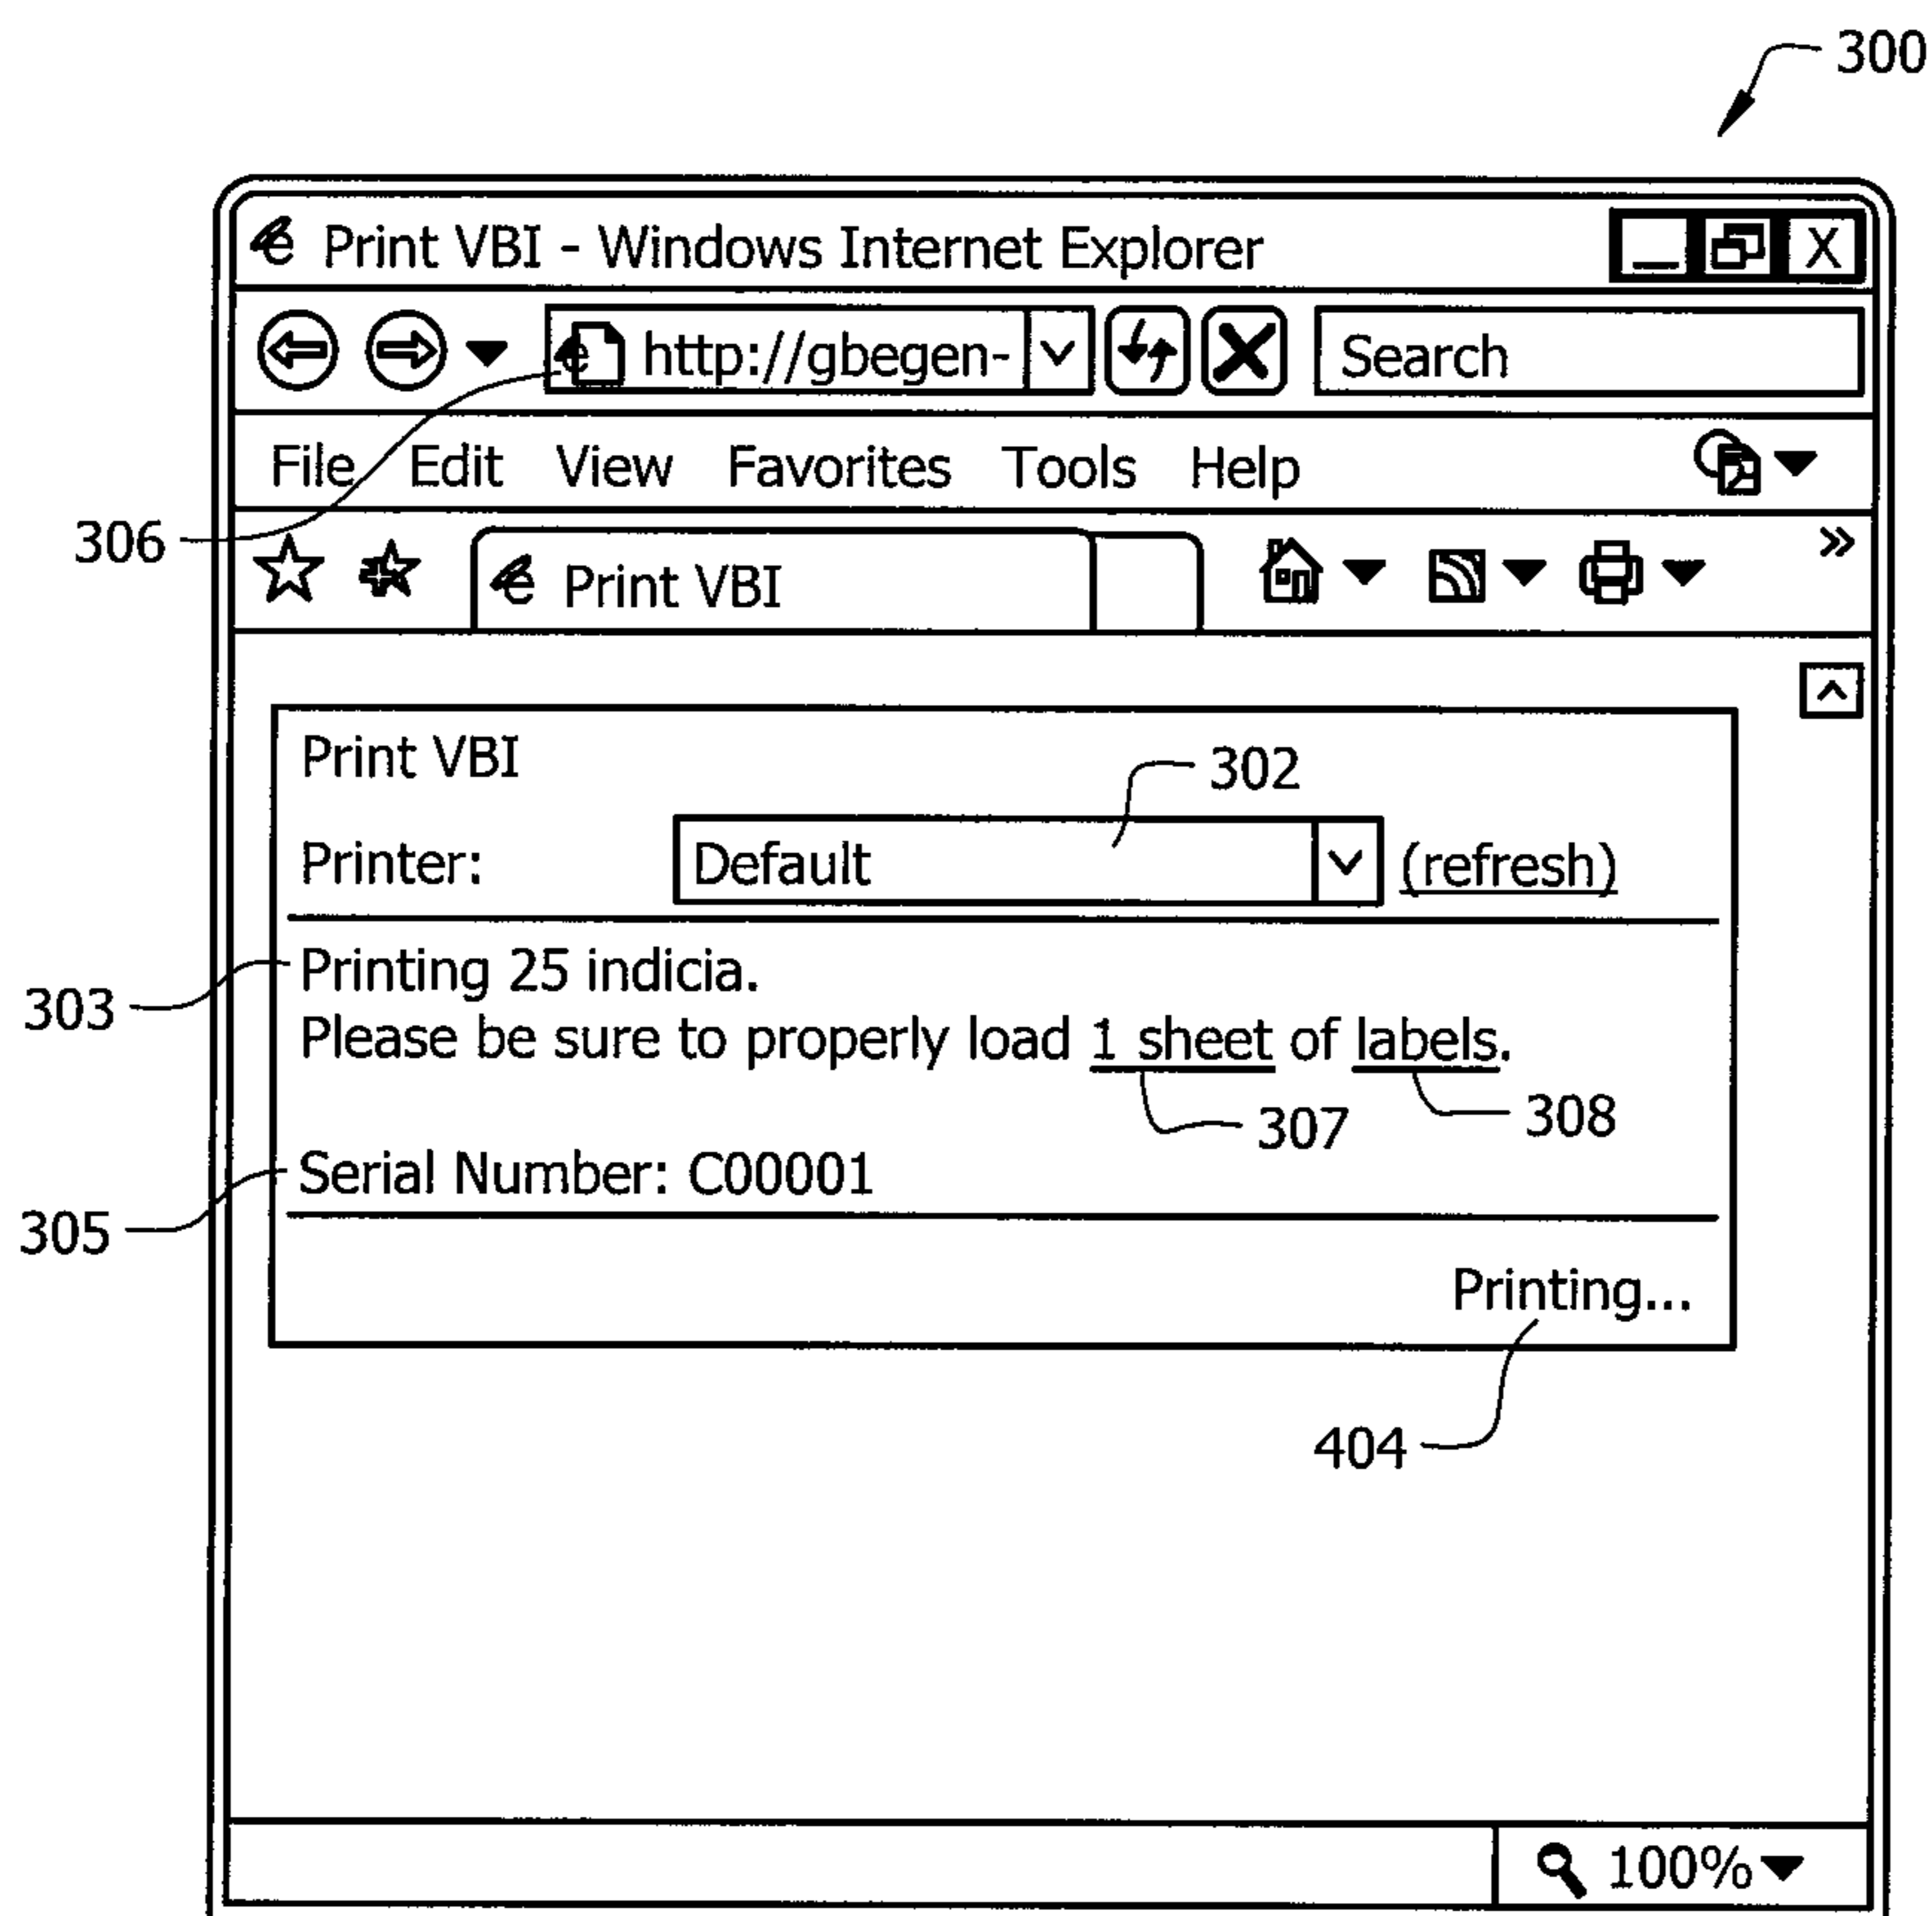 300
Print VBI - Windows Internet Explorer
X
http://gbegen-
Search
File Edit View Favorites Tools Help
306
Print VBI
»
Print VBI
302
Printer: Default (refresh)
303
Printing 25 indicia.
Please be sure to properly load 1 sheet of labels.
307
308
305
Serial Number: C00001
Printing...
404
100%